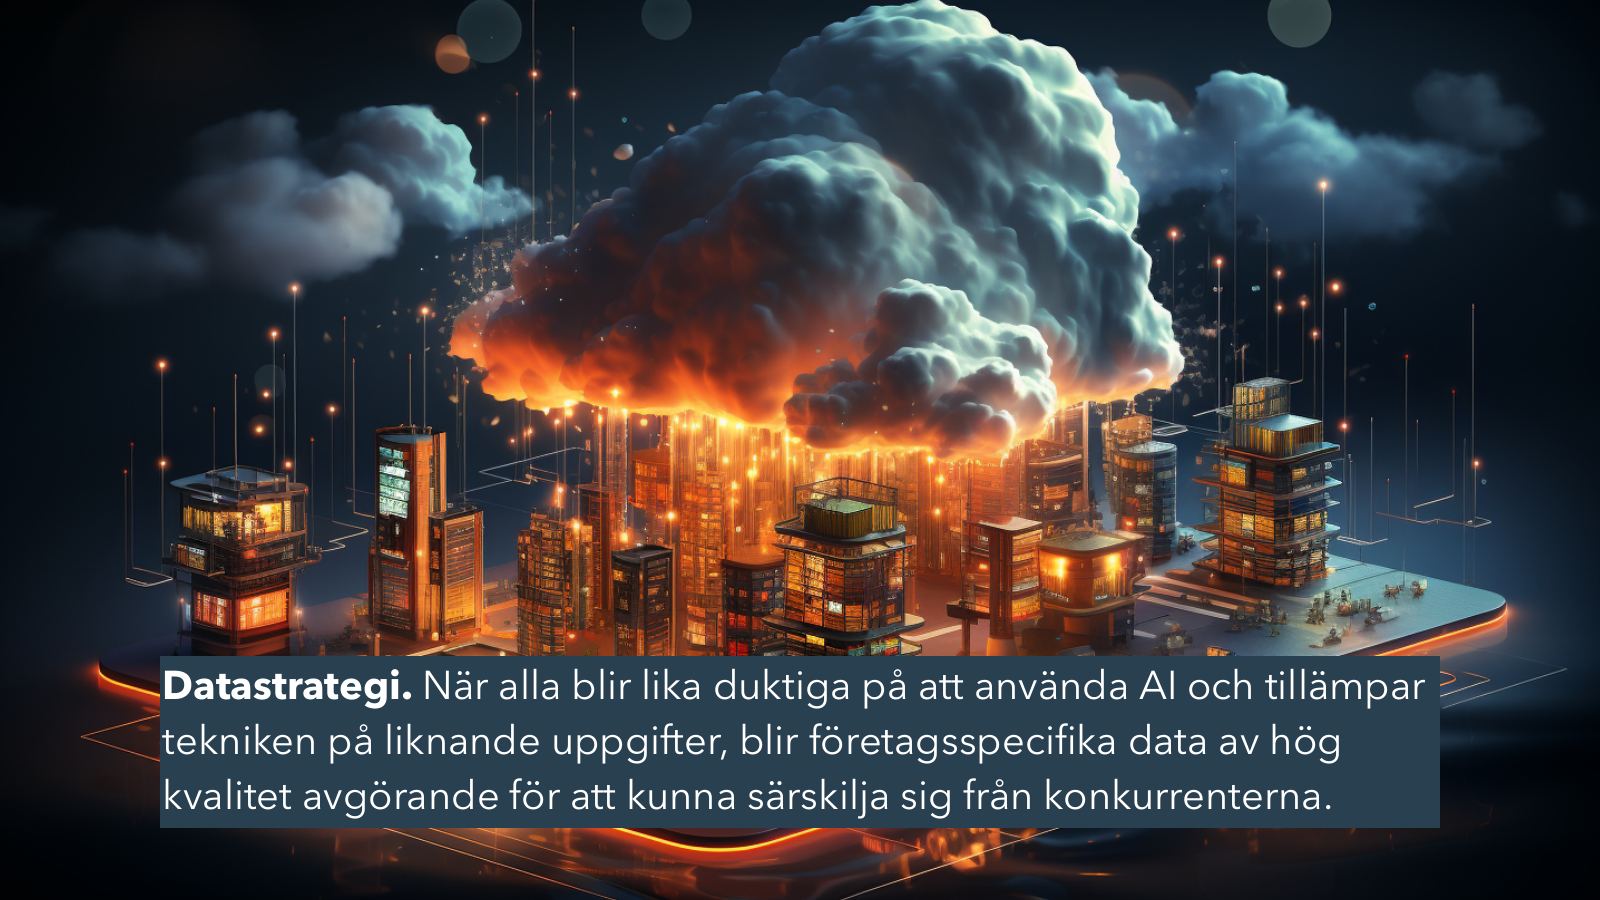 Datastrategi. När alla blir lika duktiga på att använda AI och tillämpar
tekniken på liknande uppgifter, blir företagsspecifika data av hög
kvalitet avgörande för att kunna särskilja sig från konkurrenterna.